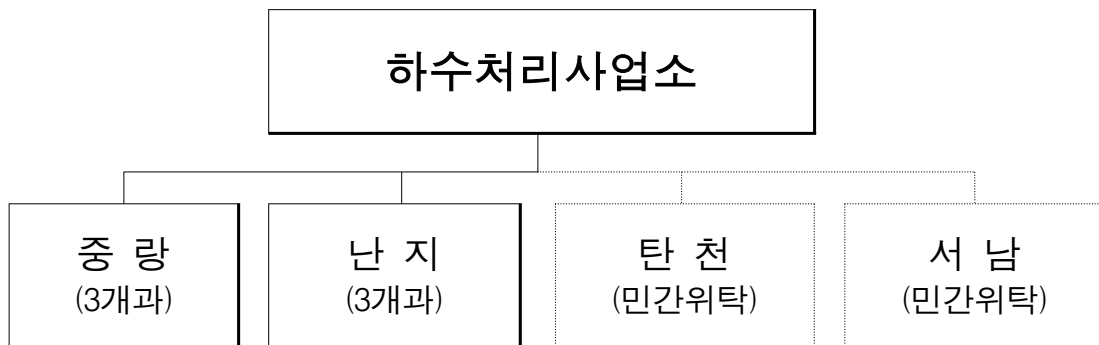 하수처리사업소
중 랑
(3개과)
난 지
(3개과)
탄 천
(민간위탁)
서 남
(민간위탁)